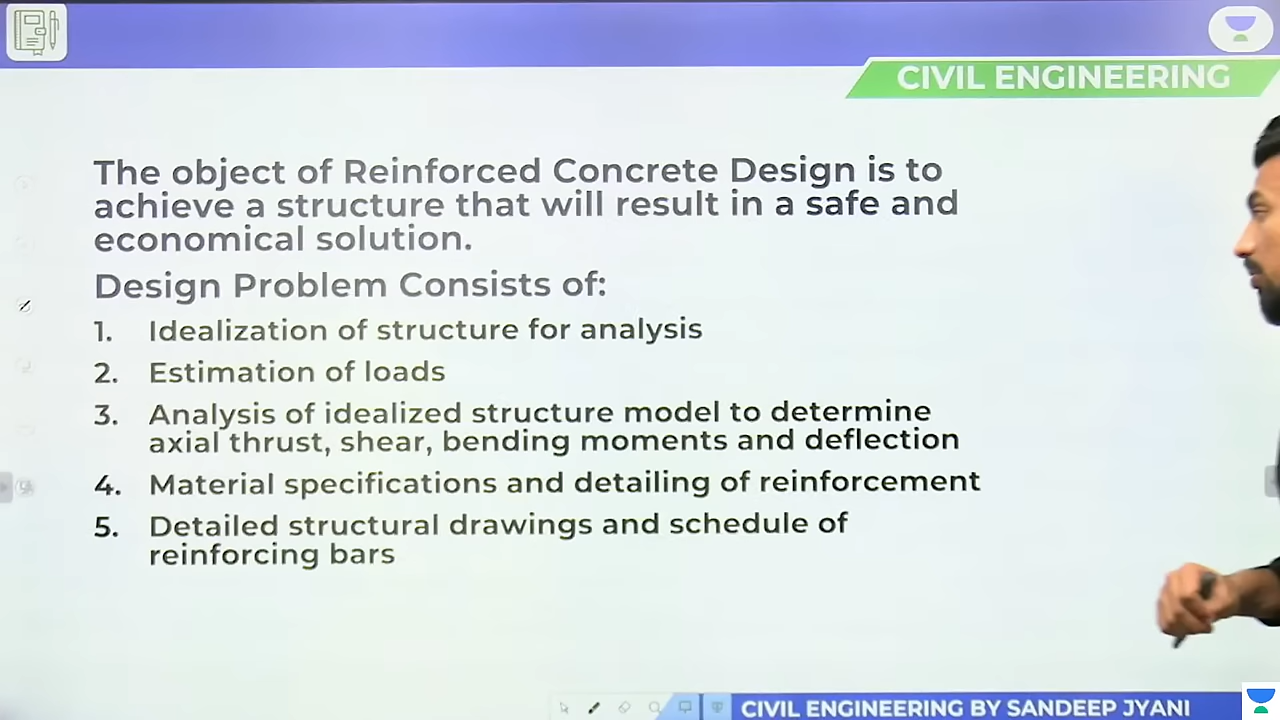 CIVIL ENGINEERING
The object of Reinforced Concrete Design is to
achieve a structure that will result in a safe and
economical solution.
Design Problem Consists of:
1. Idealization of structure for analysis
2. Estimation of loads
3. Analysis of idealized structure model to determine
axial thrust, shear, bending moments and deflection
4. Material specifications and detailing of reinforcement
5. Detailed structural drawings and schedule of
reinforcing bars
CIVIL ENGINEERING BY SANDEEP JYANI